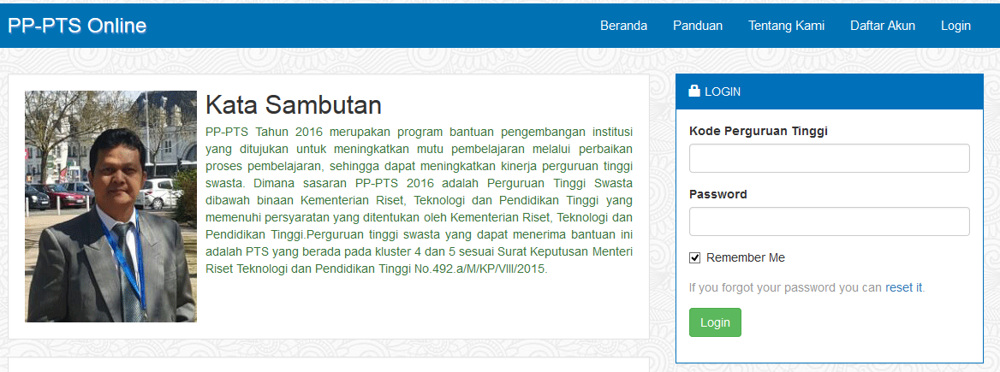 PP-PTS Online
Beranda
Panduan
Tentang Kami
Daftar Akun
Login
Kata Sambutan
PP-PTS Tahun 2016 merupakan program bantuan pengembangan institusi
yang ditujukan untuk meningkatkan mutu pembelajaran melalui perbaikan
proses pembelajaran, sehingga dapat meningkatkan kinerja perguruan tinggi
swasta. Dimana sasaran PP-PTS 2016 adalah Perguruan Tinggi Swasta
dibawah binaan Kementerian Riset, Teknologi dan Pendidikan Tinggi yang
memenuhi persyaratan yang ditentukan oleh Kementerian Riset, Teknologi dan
Pendidikan Tinggi.Perguruan tinggi swasta yang dapat menerima bantuan ini
adalah PTS yang berada pada kluster 4 dan 5 sesuai Surat Keputusan Menteri
Riset Teknologi dan Pendidikan Tinggi No.492.a/M/KP/VIII/2015.
LOGIN
Kode Perguruan Tinggi
Password
Remember Me
If you forgot your password you can reset it.
Login